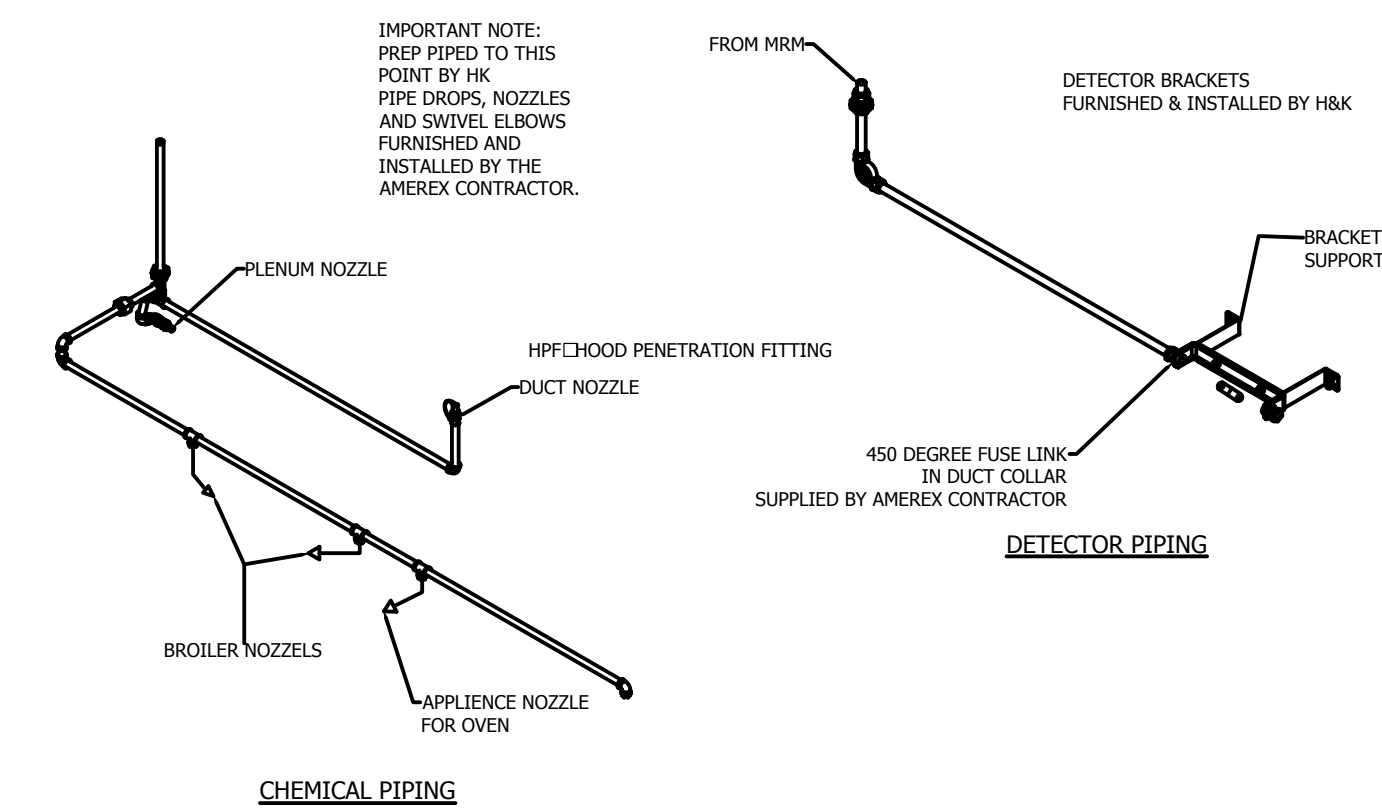 IMPORTANT NOTE:
PREP PIPED TO THIS
POINT BY HK
PIPE DROPS, NOZZLES
AND SWIVEL ELBOWS
FURNISHED AND
INSTALLED BY THE
AMEREX CONTRACTOR.
PLENUM NOZZLE
HPF□HOOD PENETRATION FITTING
DUCT NOZZLE
BROILER NOZZELS
APPLIENCE NOZZLE
FOR OVEN
CHEMICAL PIPING
FROM MRM
DETECTOR BRACKETS
FURNISHED & INSTALLED BY H&K
BRACKET
SUPPORT
450 DEGREE FUSE LINK
IN DUCT COLLAR
SUPPLIED BY AMEREX CONTRACTOR
DETECTOR PIPING